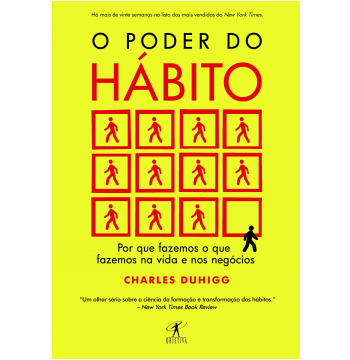 Há mais de vinte semanas na lista dos mais vendidos do New York Times.
O PODER DO
HÁBITO
Por que fazemos o que
fazemos na vida e nos negócios
CHARLES DUHIGG
"Um olhar sério sobre a ciência da formação e transformação dos hábitos."
– New York Times Book Review
OBJETIVA